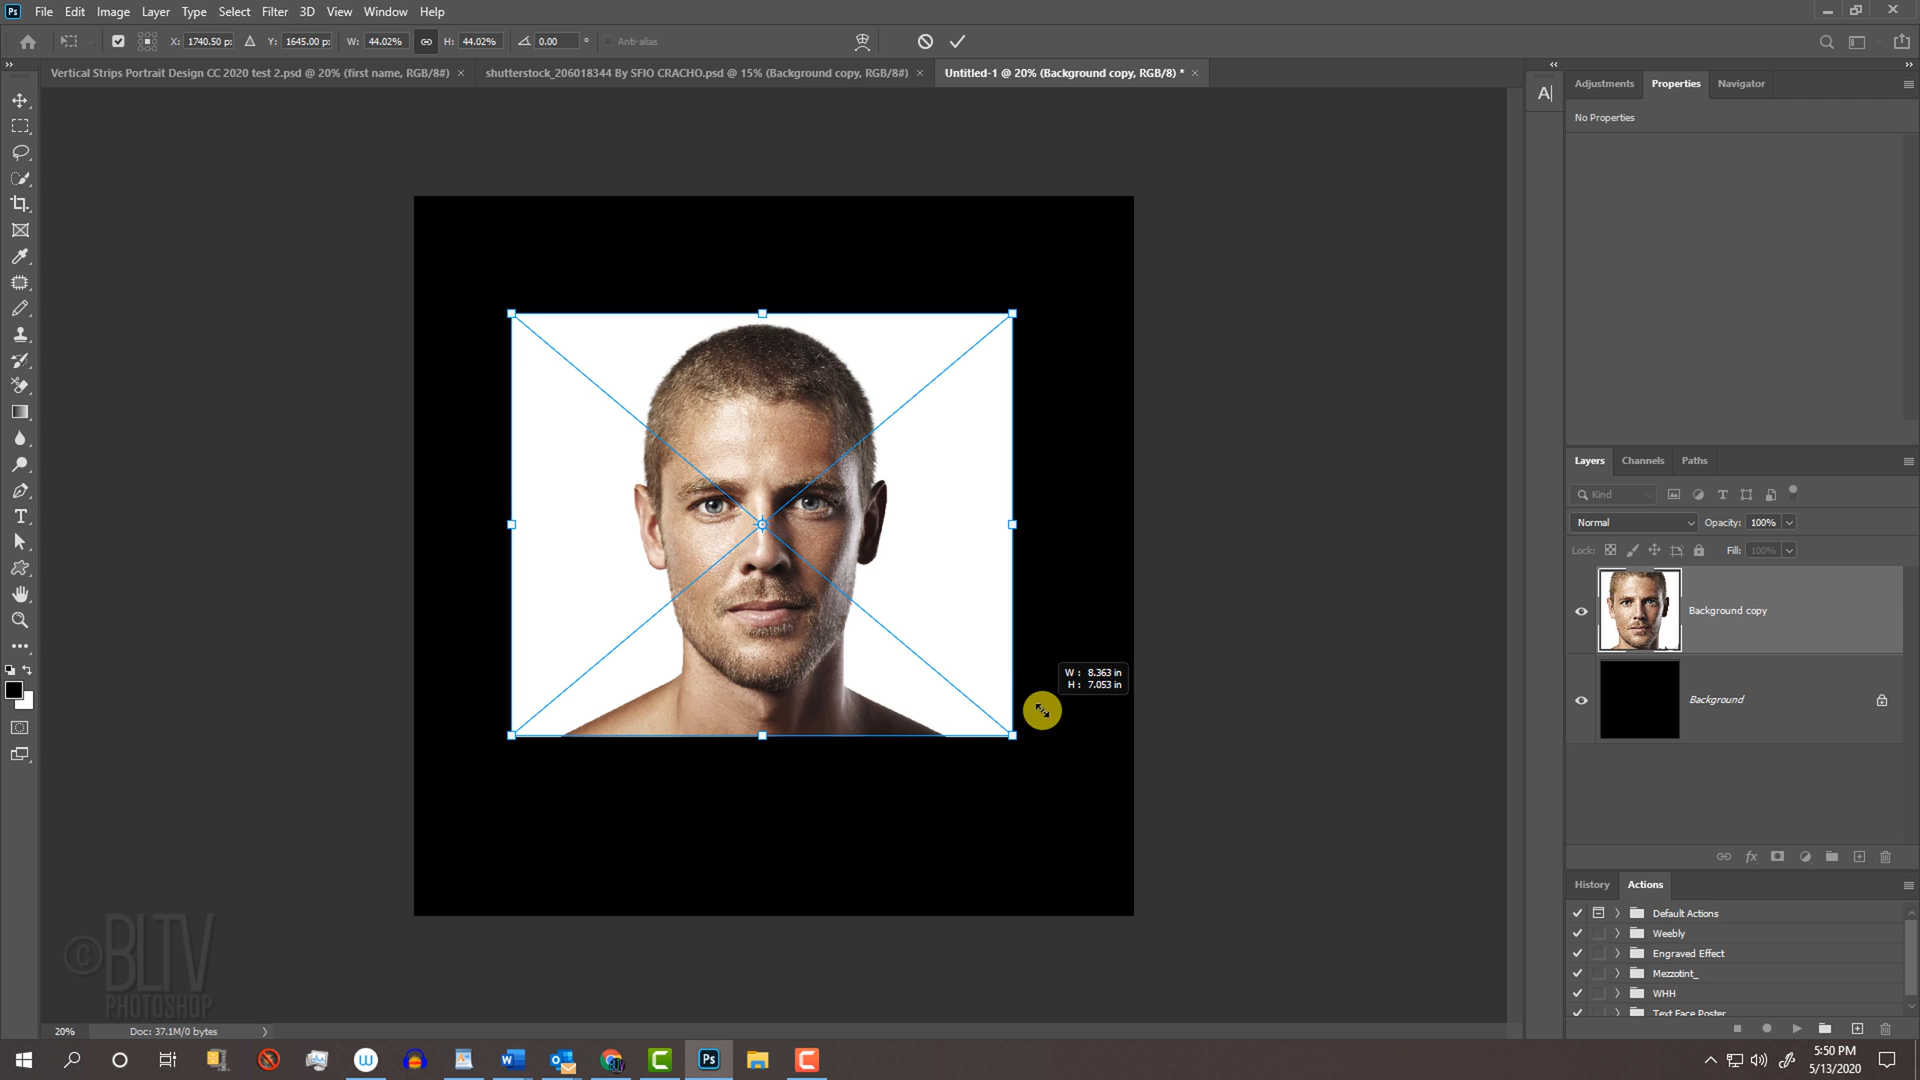 Ps File Edit Image Layer Type Select Filter 3D View Window Help
X: 1740.50 p: Y: 1645.00 p: W: 44.02% H: 44.02% 0.00 ° Anti-alias
Vertical Strips Portrait Design CC 2020 test 2.psd @ 20% (first name, RGB/8#) ×
shutterstock_206018344 By SFIO CRACHO.psd @ 15% (Background copy, RGB/8#) ×
Untitled-1 @ 20% (Background copy, RGB/8) * ×
A|
Adjustments Properties Navigator
No Properties
Layers Channels Paths
Kind
Normal Opacity: 100%
Lock: Fill: 100%
Background copy
Background
W : 8.363 in
H : 7.053 in
History Actions
Default Actions
Weebly
Engraved Effect
Mezzotint_
WHH
Text Face Poster
©BLTV
PHOTOSHOP
20% Doc: 37.1M/0 bytes
Ps
5:50 PM
5/13/2020